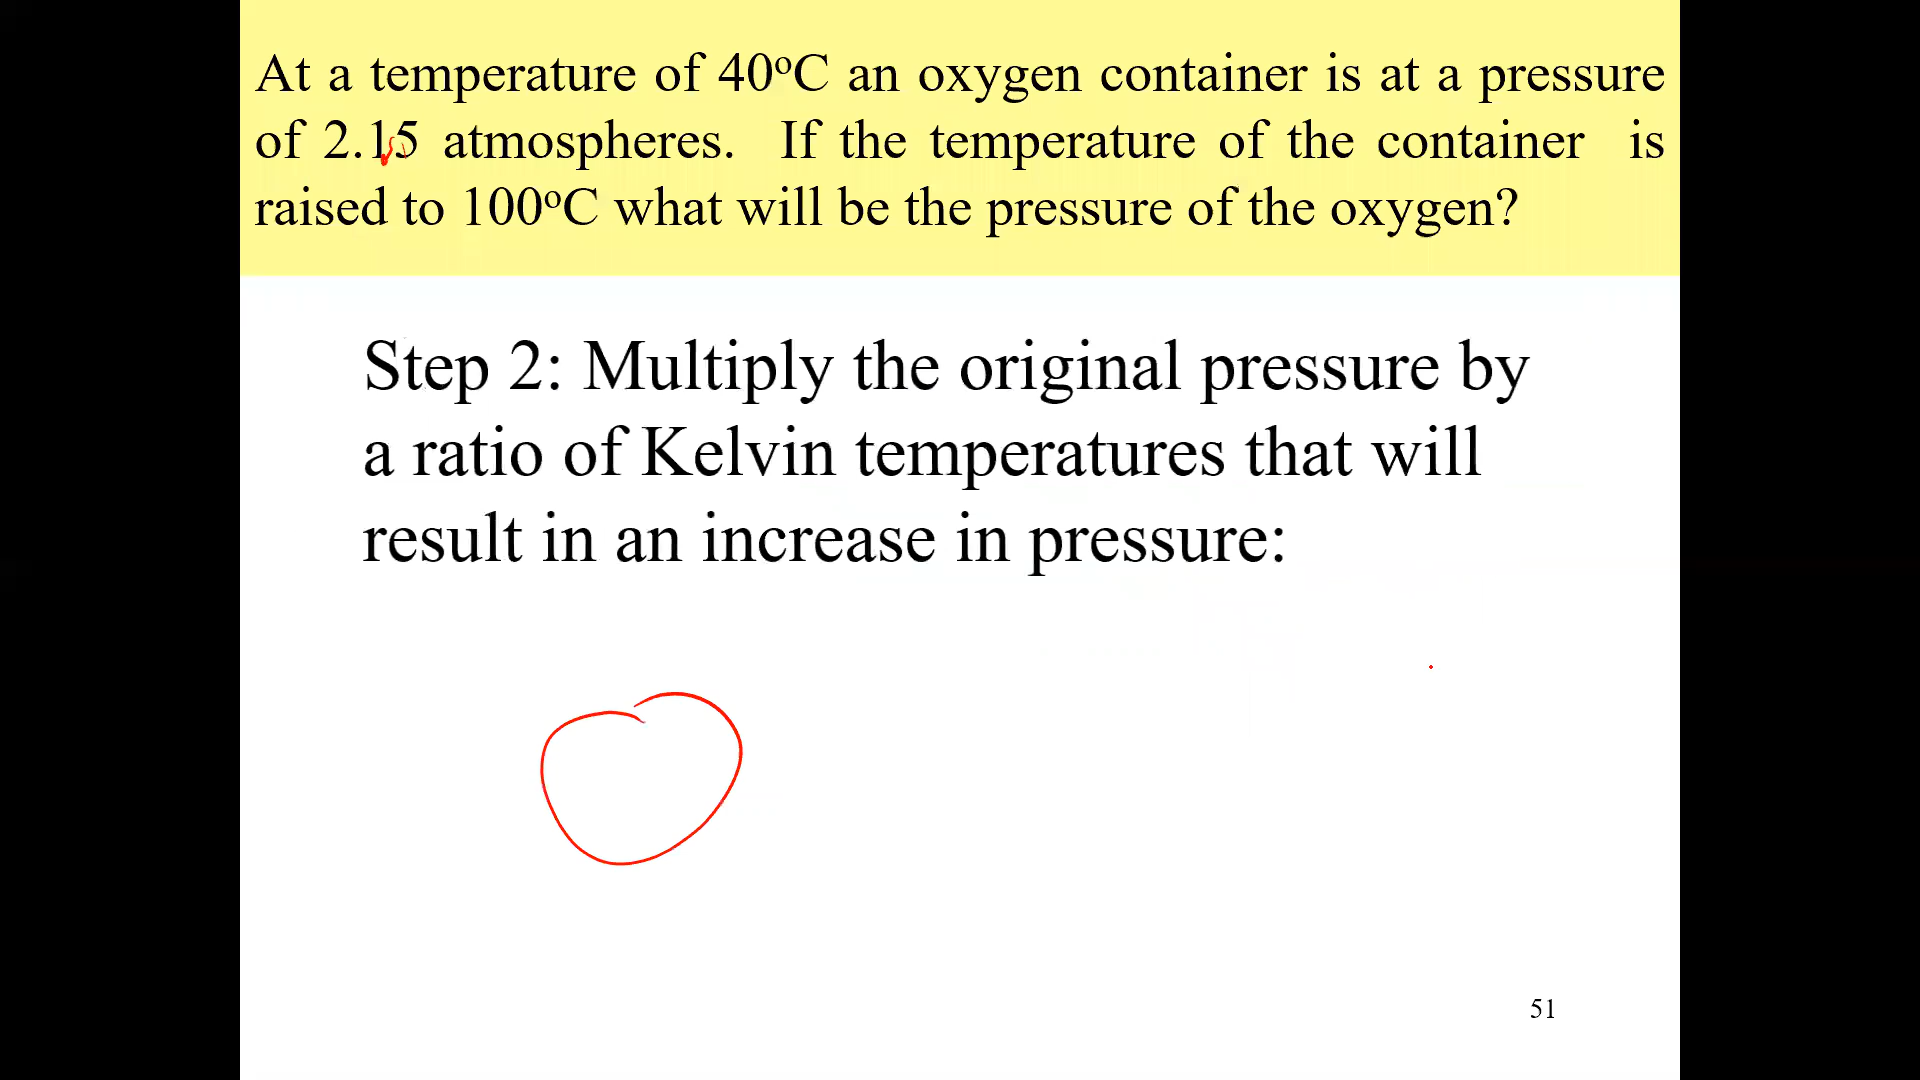 At a temperature of 40°C an oxygen container is at a pressure
of 2.15 atmospheres. If the temperature of the container is
raised to 100°C what will be the pressure of the oxygen?
Step 2: Multiply the original pressure by
a ratio of Kelvin temperatures that will
result in an increase in pressure:
51